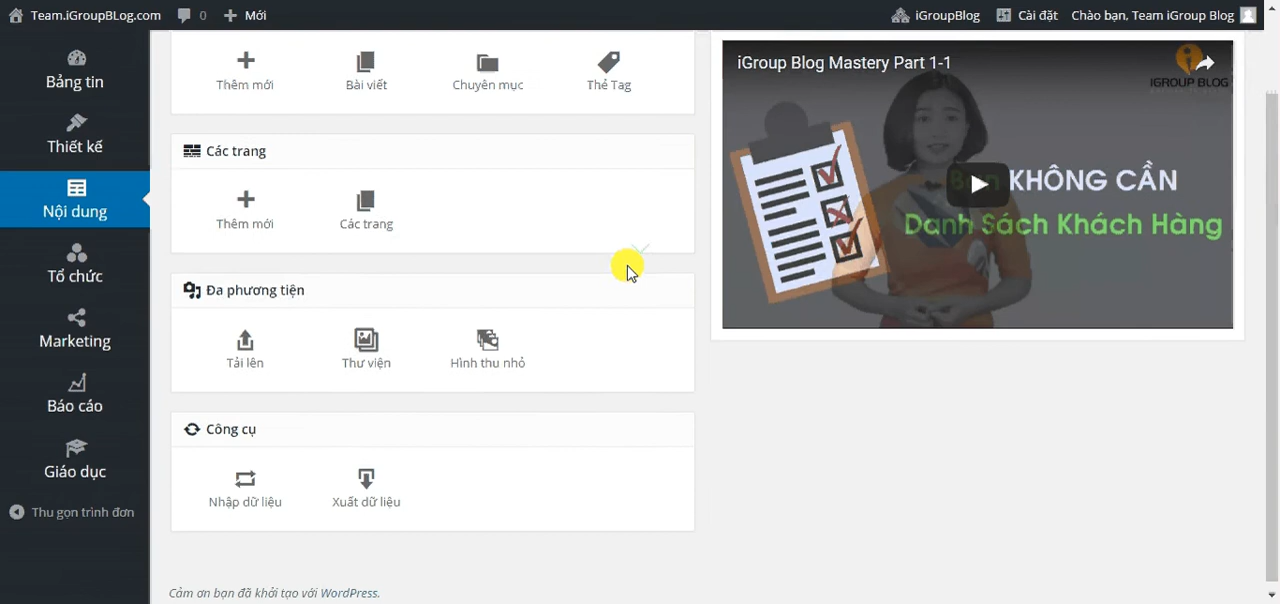 Team.iGroupBLog.com 0 Mới iGroupBlog Cài đặt Chào bạn, Team iGroup Blog
Bảng tin
Thiết kế
Nội dung
Tổ chức
Marketing
Báo cáo
Giáo dục
Thu gọn trình đơn
Thêm mới Bài viết Chuyên mục Thẻ Tag
Các trang
Thêm mới Các trang
Đa phương tiện
Tải lên Thư viện Hình thu nhỏ
Công cụ
Nhập dữ liệu Xuất dữ liệu
Cảm ơn bạn đã khởi tạo với WordPress.
iGroup Blog Mastery Part 1-1
IGROUP BLOG
KHÔNG CẦN
Danh Sách Khách Hàng